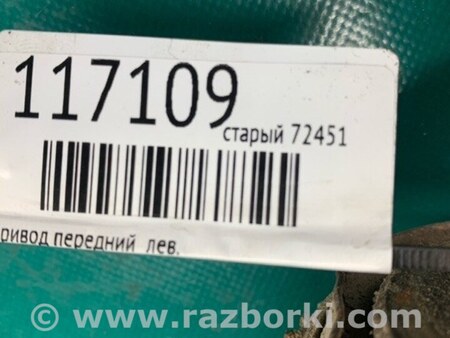 117109
старый 72451
ривод передний лев.
© www.razborki.com